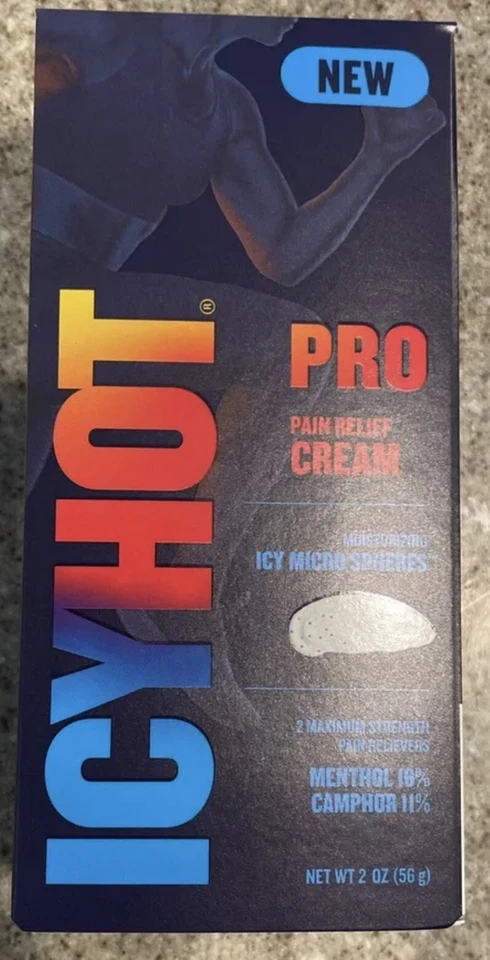 NEW
ICYHOT®
PRO
PAIN RELIEF
CREAM
MOISTURIZING
ICY MICRO SPHERES
2 MAXIMUM STRENGTH
PAIN RELIEVERS
MENTHOL 16%
CAMPHOR 11%
NET WT 2 OZ (56 g)